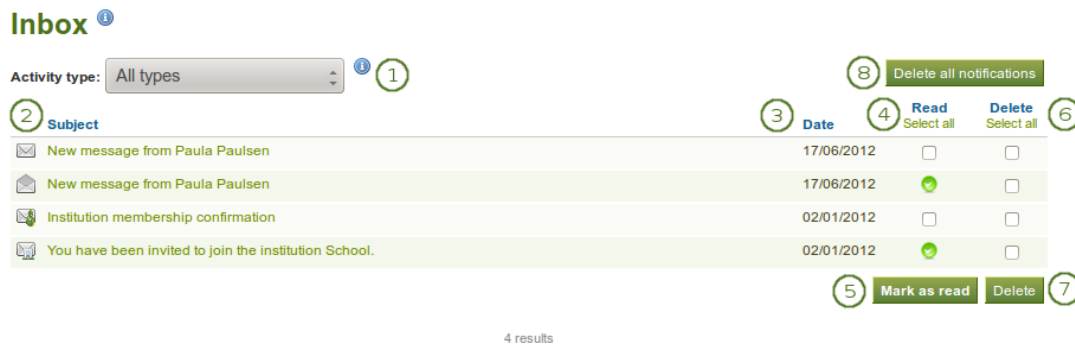 Inbox i
Activity type: All types i 1 8 Delete all notifications
2 Subject 3 Date 4 Read Select all Delete Select all 6
New message from Paula Paulsen 17/06/2012
New message from Paula Paulsen 17/06/2012
Institution membership confirmation 02/01/2012
You have been invited to join the institution School. 02/01/2012
5 Mark as read Delete 7
4 results